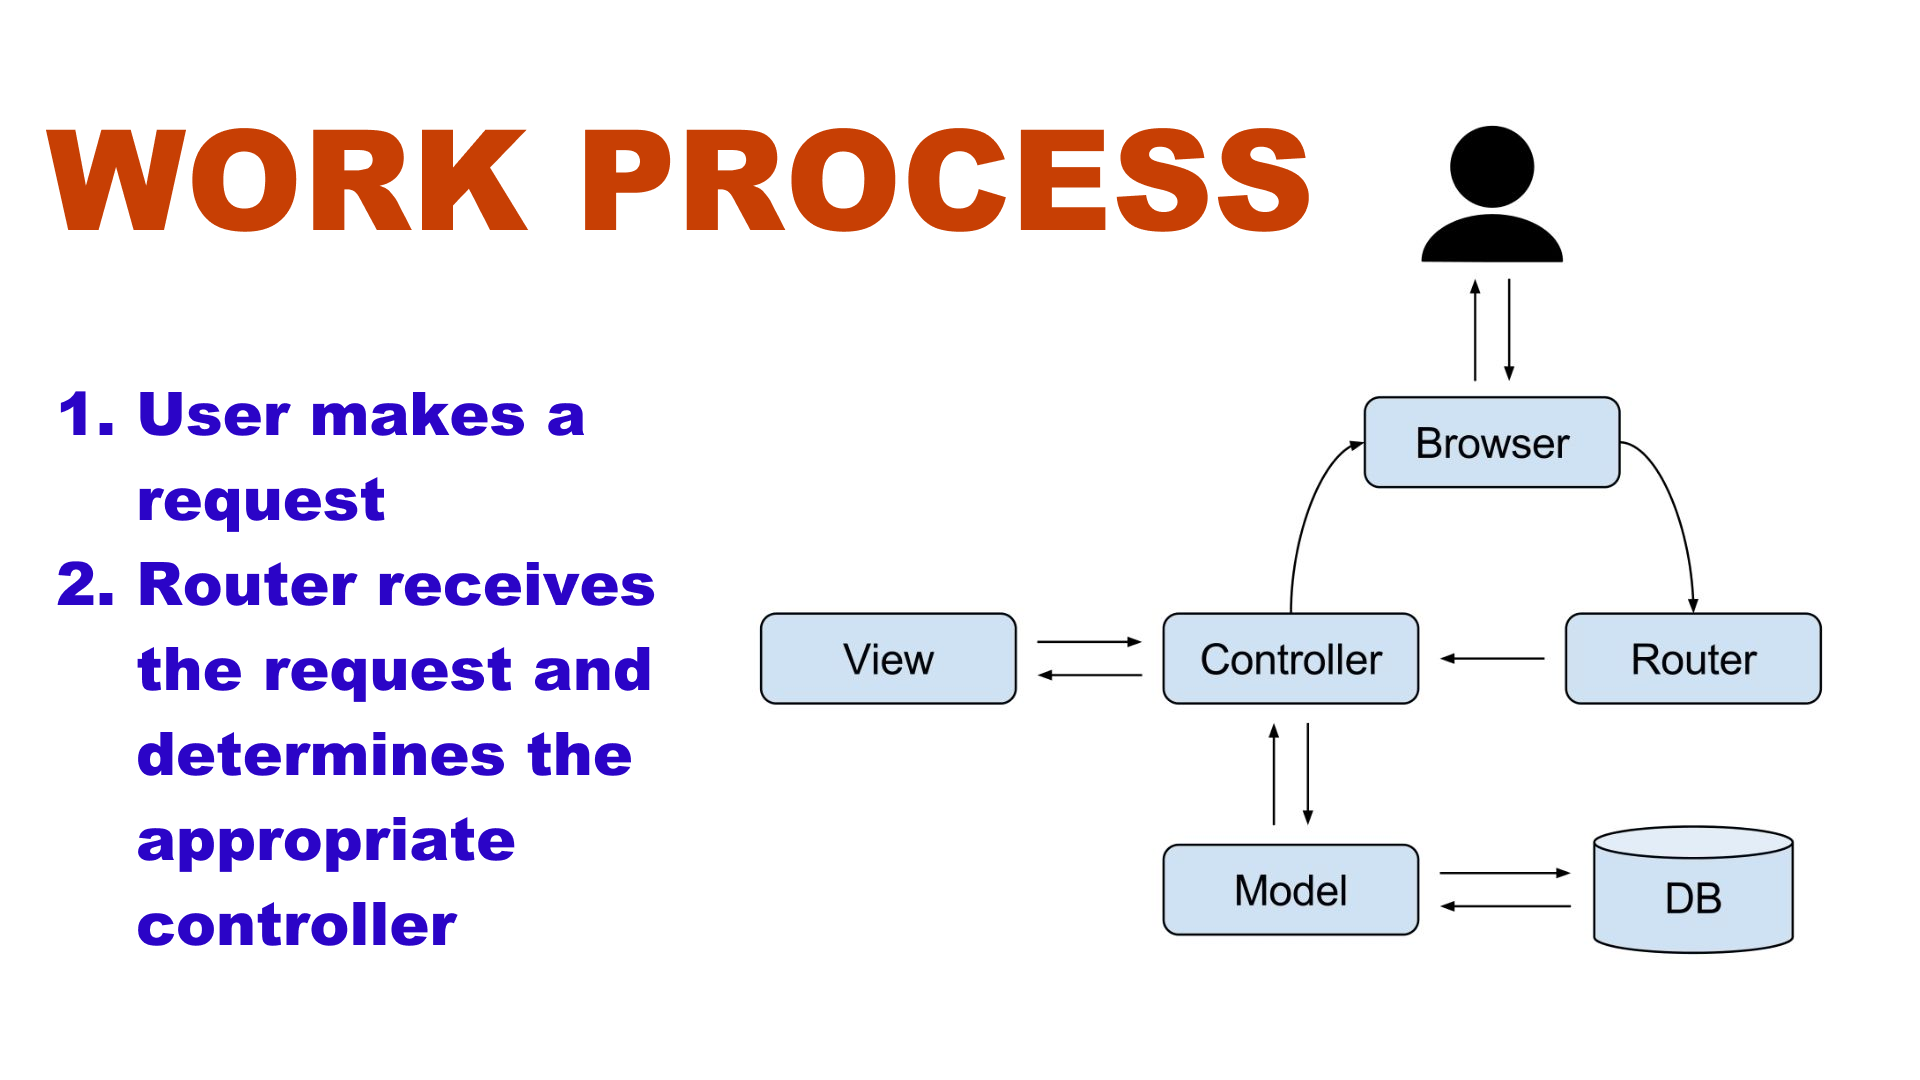 WORK PROCESS
1. User makes a
request
2. Router receives
the request and
determines the
appropriate
controller
Browser
View
Controller
Router
Model
DB